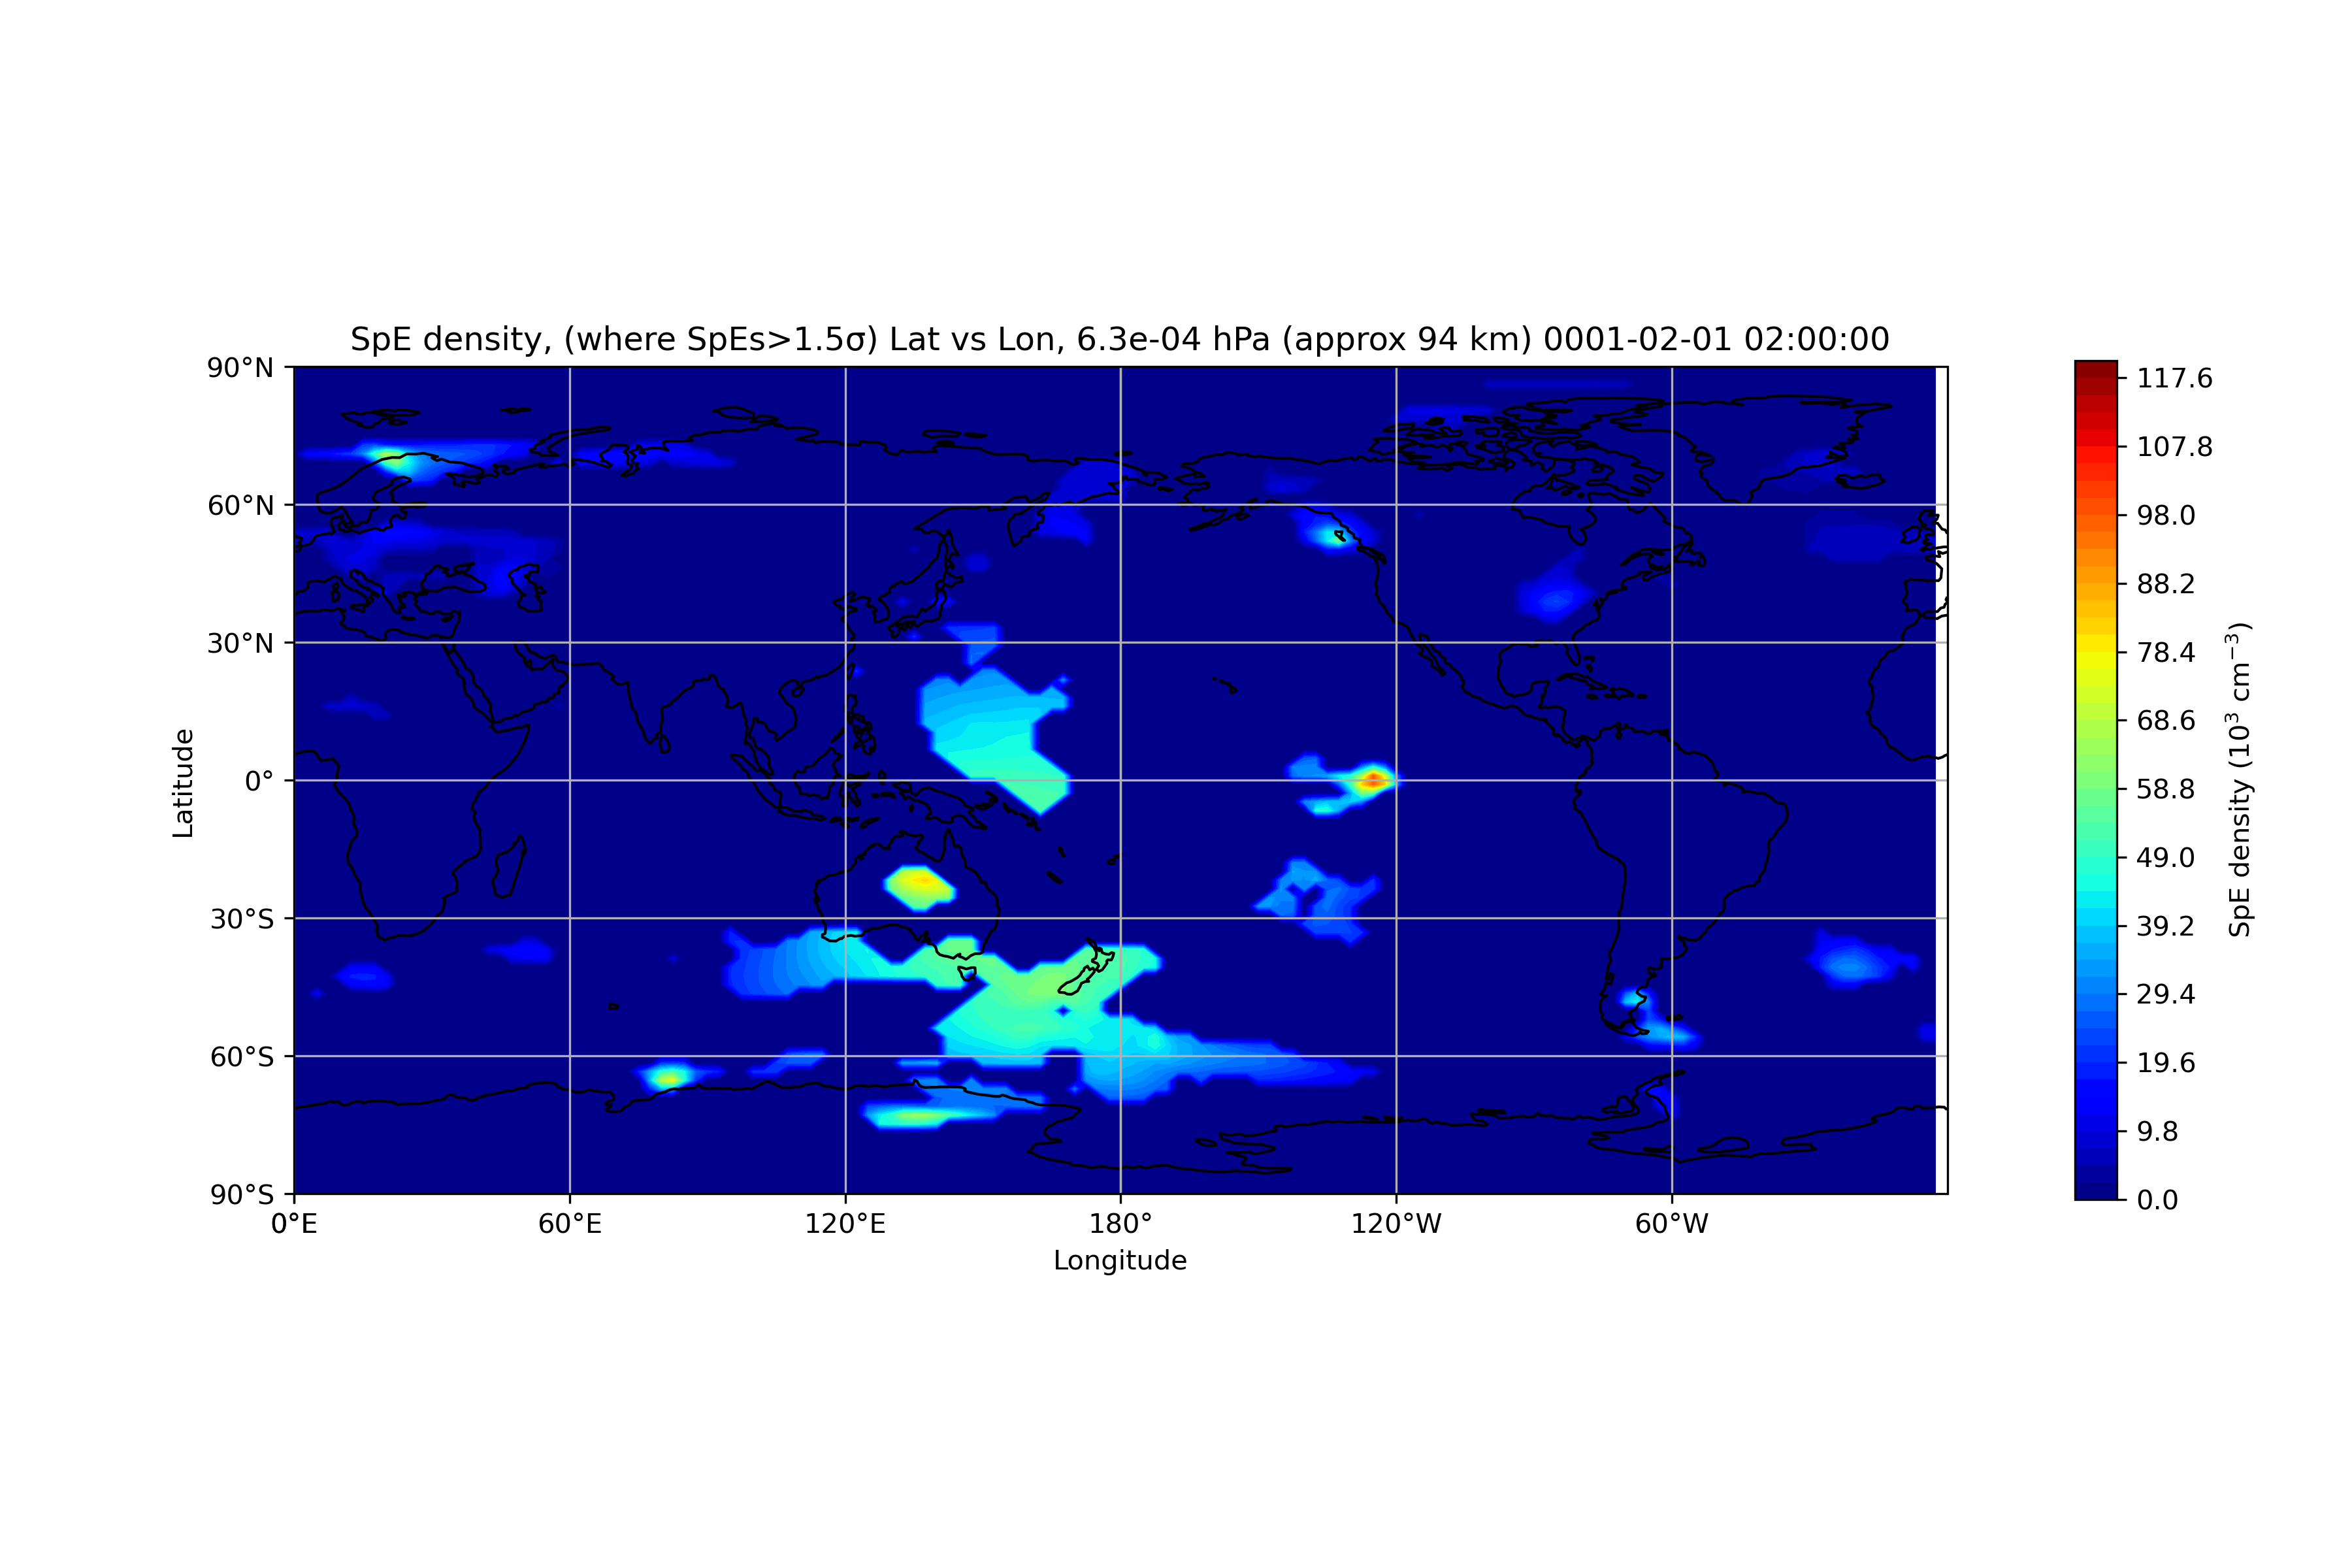 SpE density, (where SpEs>1.5σ) Lat vs Lon, 6.3e-04 hPa (approx 94 km) 0001-02-01 02:00:00
90°N
60°N
30°N
0°
30°S
60°S
90°S
Latitude
0°E
60°E
120°E
180°
120°W
60°W
Longitude
117.6
107.8
98.0
88.2
78.4
68.6
58.8
49.0
39.2
29.4
19.6
9.8
0.0
SpE density (10³ cm⁻³)